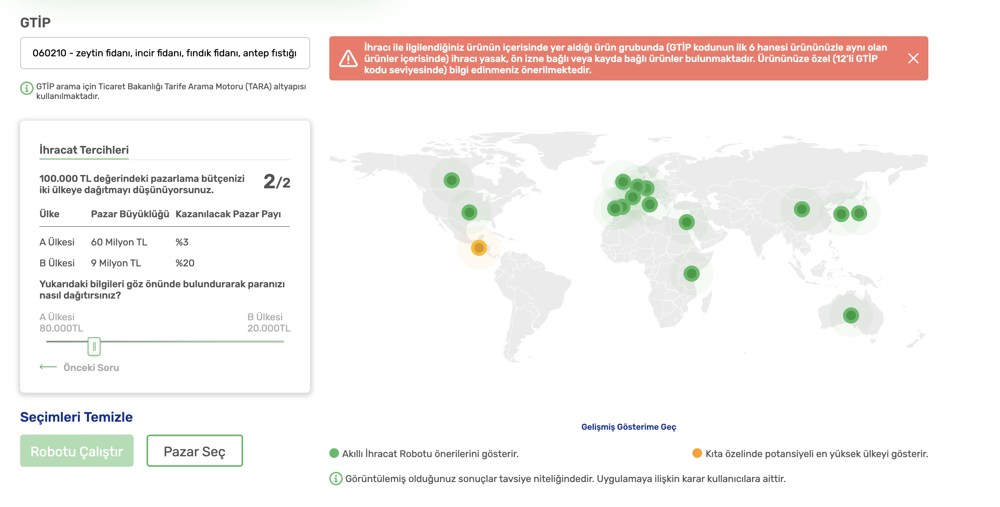 GTİP
060210 - zeytin fidanı, incir fidanı, fındık fidanı, antep fıstığı
GTİP arama için Ticaret Bakanlığı Tarife Arama Motoru (TARA) altyapısı
kullanılmaktadır.
İhracı ile ilgilendiğiniz ürünün içerisinde yer aldığı ürün grubunda (GTİP kodunun ilk 6 hanesi ürününüzle aynı olan
ürünler içerisinde) ihracı yasak, ön izne bağlı veya kayda bağlı ürünler bulunmaktadır. Ürününüze özel (12'li GTİP
kodu seviyesinde) bilgi edinmeniz önerilmektedir.
İhracat Tercihleri
100.000 TL değerindeki pazarlama bütçenizi
iki ülkeye dağıtmayı düşünüyorsunuz.
2/2
Ülke Pazar Büyüklüğü Kazanılacak Pazar Payı
A Ülkesi 60 Milyon TL %3
B Ülkesi 9 Milyon TL %20
Yukarıdaki bilgileri göz önünde bulundurarak paranızı
nasıl dağıtırsınız?
A Ülkesi B Ülkesi
80.000TL 20.000TL
Önceki Soru
Seçimleri Temizle
Robotu Çalıştır Pazar Seç
Gelişmiş Gösterime Geç
Akıllı İhracat Robotu önerilerini gösterir. Kıta özelinde potansiyeli en yüksek ülkeyi gösterir.
Görüntülemiş olduğunuz sonuçlar tavsiye niteliğindedir. Uygulamaya ilişkin karar kullanıcılara aittir.